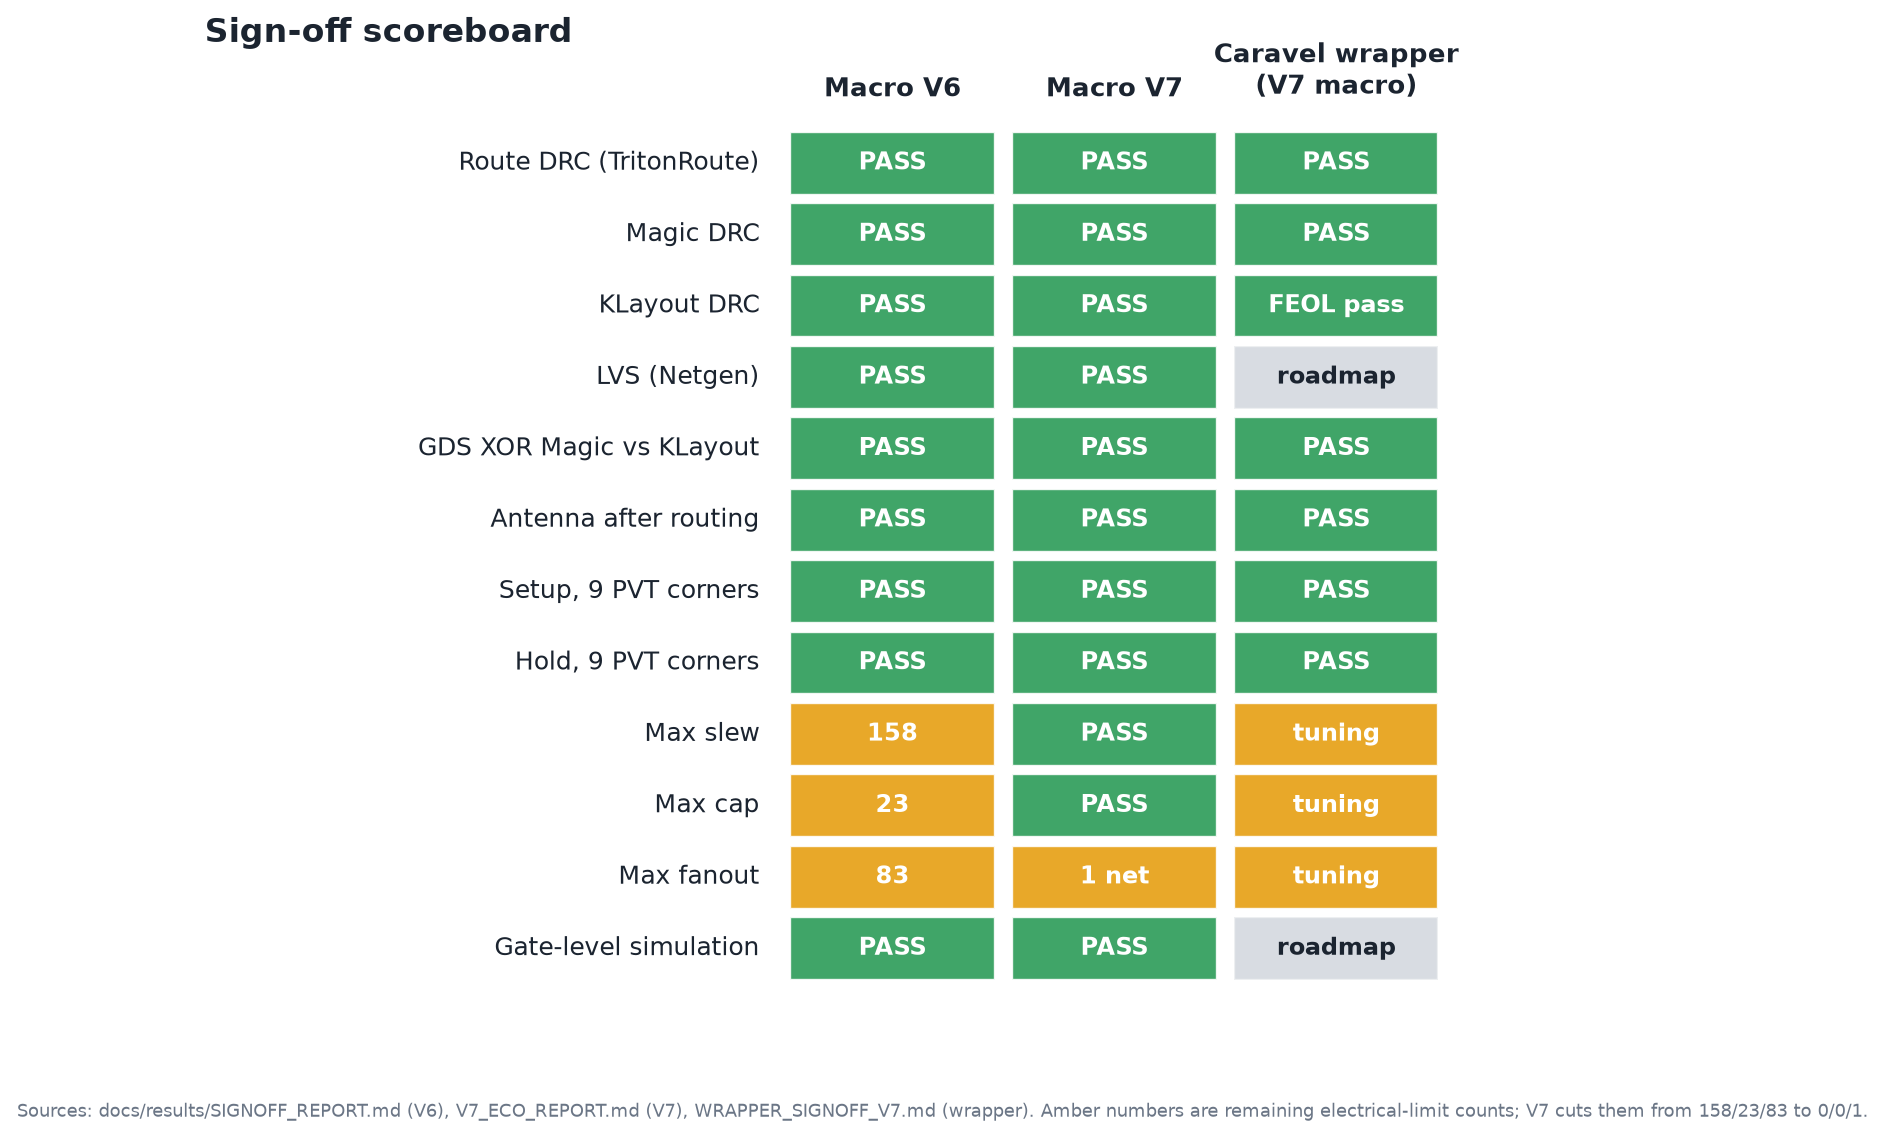 Sign-off scoreboard
Macro V6
Macro V7
Caravel wrapper
(V7 macro)
Route DRC (TritonRoute) PASS PASS PASS
Magic DRC PASS PASS PASS
KLayout DRC PASS PASS FEOL pass
LVS (Netgen) PASS PASS roadmap
GDS XOR Magic vs KLayout PASS PASS PASS
Antenna after routing PASS PASS PASS
Setup, 9 PVT corners PASS PASS PASS
Hold, 9 PVT corners PASS PASS PASS
Max slew 158 PASS tuning
Max cap 23 PASS tuning
Max fanout 83 1 net tuning
Gate-level simulation PASS PASS roadmap
Sources: docs/results/SIGNOFF_REPORT.md (V6), V7_ECO_REPORT.md (V7), WRAPPER_SIGNOFF_V7.md (wrapper). Amber numbers are remaining electrical-limit counts; V7 cuts them from 158/23/83 to 0/0/1.